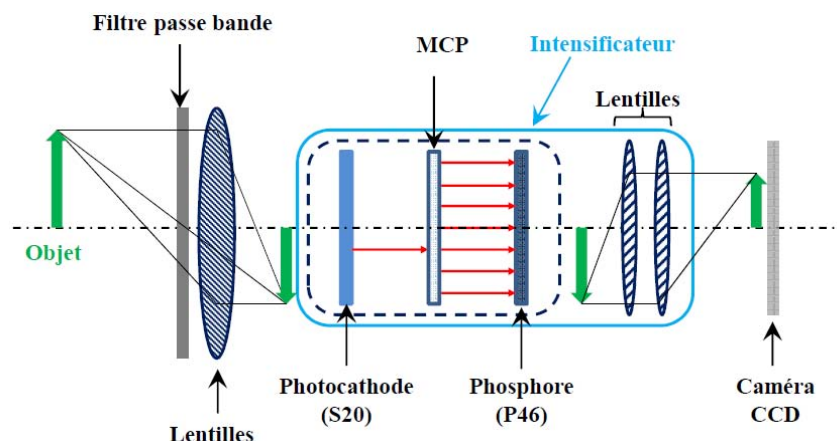 Filtre passe bande
MCP
Intensificateur
Lentilles
Objet
Photocathode
(S20)
Phosphore
(P46)
Caméra
CCD
Lentilles